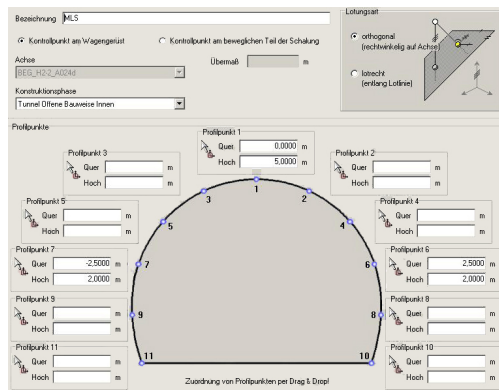 Bezeichnung MLS
Kontrollpunkt am Wagengerüst Kontrollpunkt am beweglichen Teil der Schalung
Achse Übermaß m
BEG_H2-2_A024d
Konstruktionsphase
Tunnel Offene Bauweise Innen
Lotungsart
orthogonal
(rechtwinkelig auf Achse)
lotrecht
(entlang Lotlinie)
Profilpunkte
Profilpunkt 1
Quer 0,0000 m
Hoch 5,0000 m
Profilpunkt 3
Quer m
Hoch m
Profilpunkt 2
Quer m
Hoch m
Profilpunkt 5
Quer m
Hoch m
Profilpunkt 4
Quer m
Hoch m
Profilpunkt 7
Quer -2,5000 m
Hoch 2,0000 m
Profilpunkt 6
Quer 2,5000 m
Hoch 2,0000 m
Profilpunkt 9
Quer m
Hoch m
Profilpunkt 8
Quer m
Hoch m
Profilpunkt 11
Quer m
Hoch m
Profilpunkt 10
Quer m
Hoch m
1
3 2
5 4
7 6
9 8
11 10
Zuordnung von Profilpunkten per Drag & Drop!